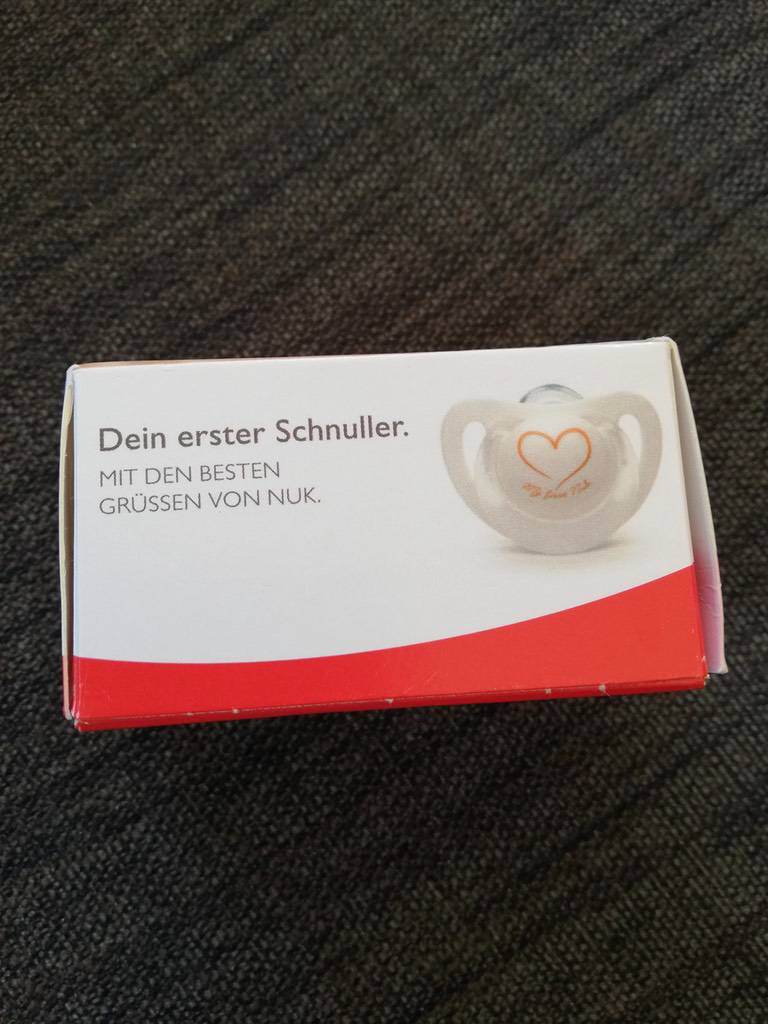 Dein erster Schnuller.
MIT DEN BESTEN
GRÜSSEN VON NUK.